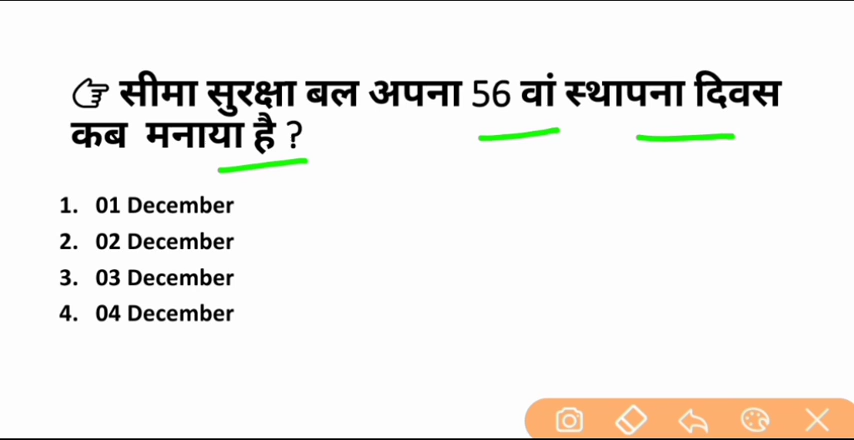 सीमा सुरक्षा बल अपना 56 वां स्थापना दिवस
कब मनाया है ?
1. 01 December
2. 02 December
3. 03 December
4. 04 December